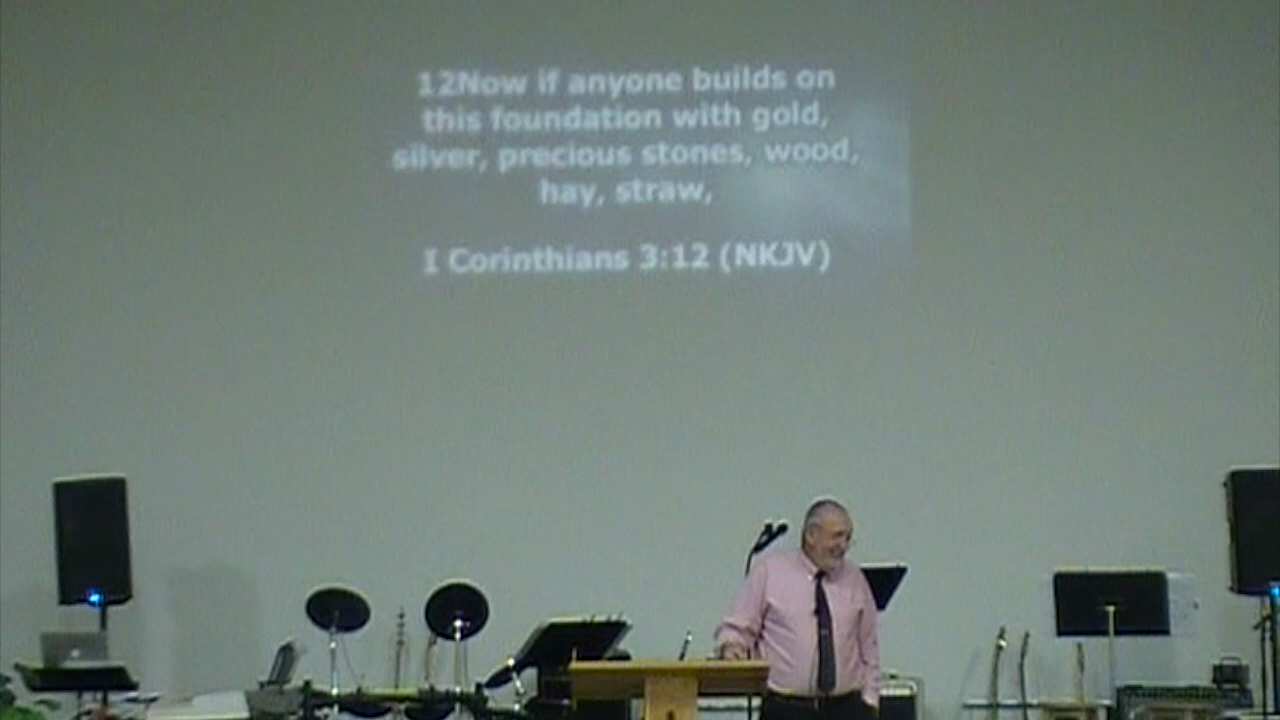 12Now if anyone builds on
this foundation with gold,
silver, precious stones, wood,
hay, straw,
I Corinthians 3:12 (NKJV)